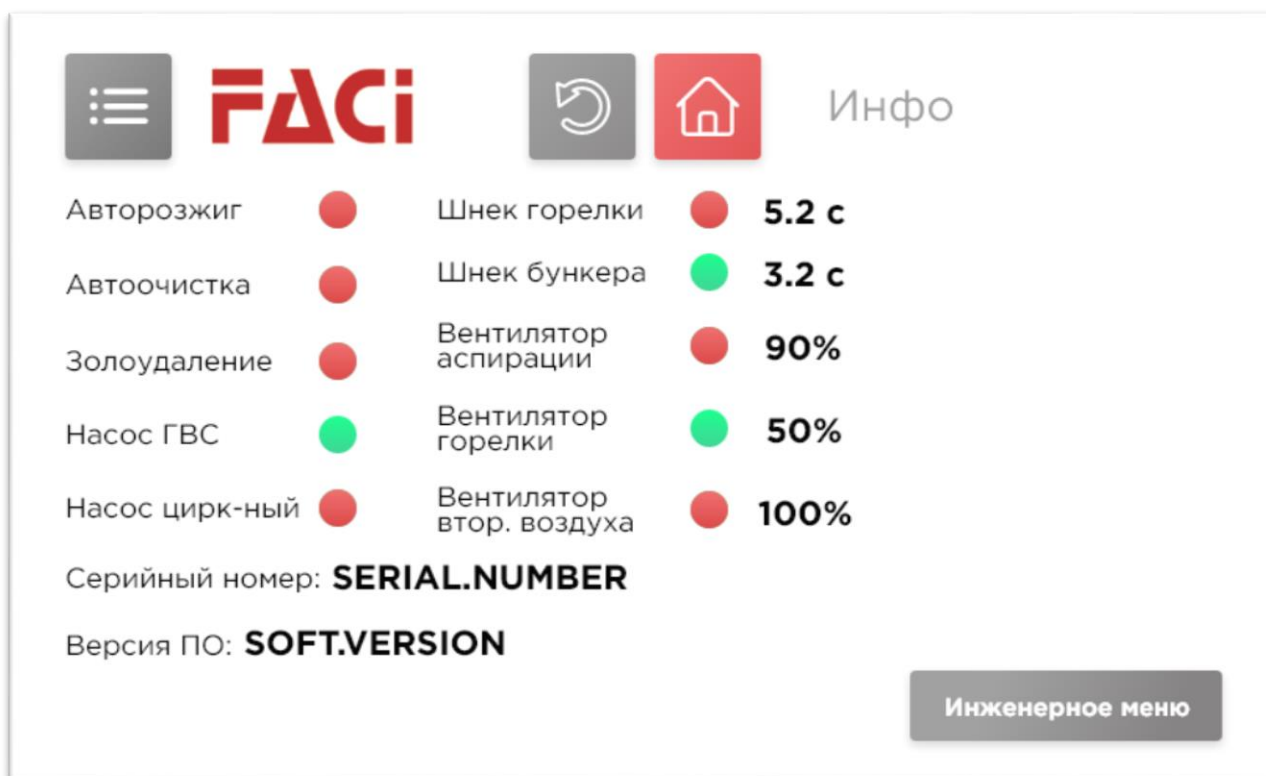 FACi
Инфо
Авторозжиг
Шнек горелки
5.2 с
Автоочистка
Шнек бункера
3.2 с
Золоудаление
Вентилятор
аспирации
90%
Насос ГВС
Вентилятор
горелки
50%
Насос цирк-ный
Вентилятор
втор. воздуха
100%
Серийный номер: SERIAL.NUMBER
Версия ПО: SOFT.VERSION
Инженерное меню